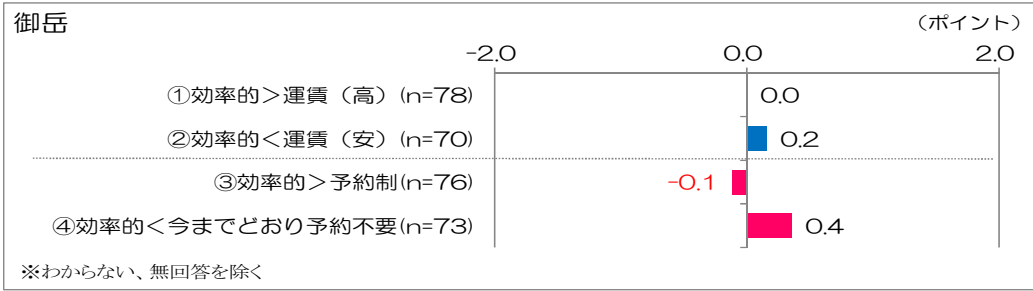 御岳
（ポイント）
-2.0 0.0 2.0
①効率的＞運賃（高）(n=78) 0.0
②効率的＜運賃（安）(n=70) 0.2
③効率的＞予約制(n=76) -0.1
④効率的＜今までどおり予約不要(n=73) 0.4
※わからない、無回答を除く